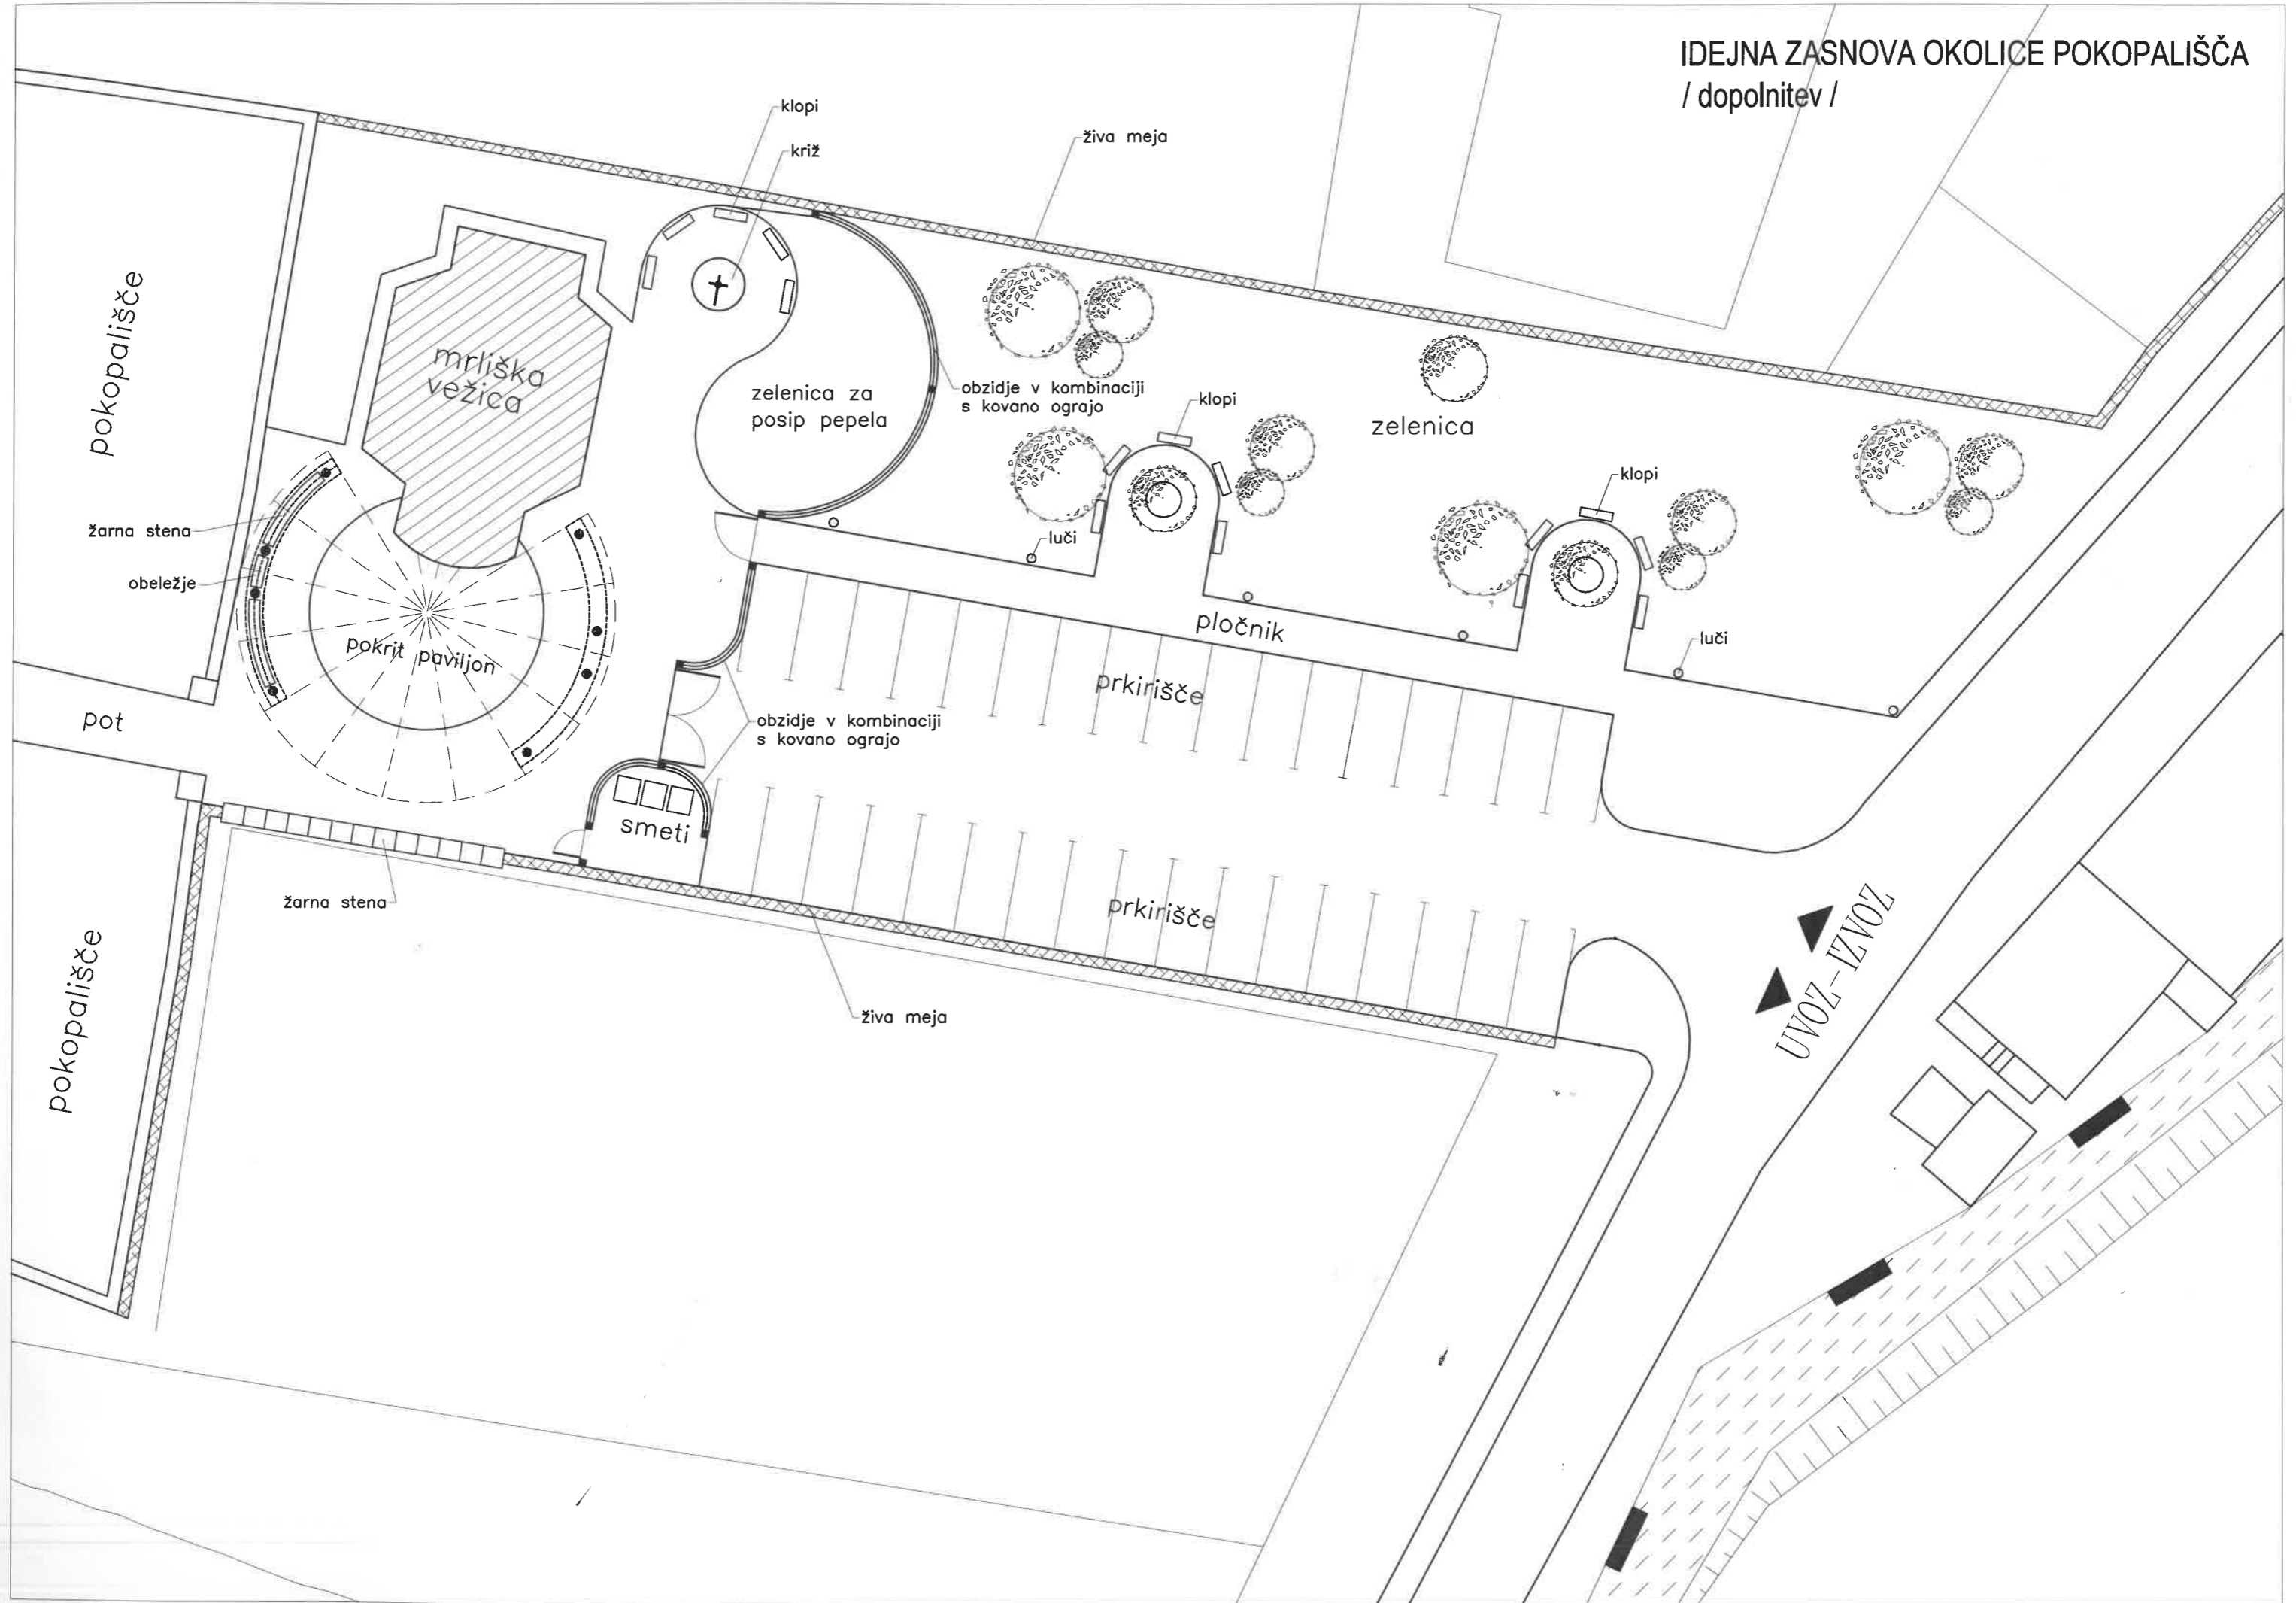 IDEJNA ZASNOVA OKOLICE POKOPALIŠČA
/ dopolnitev /
klopi
križ
živa meja
pokopališče
mrliška
vežica
zelenica za
posip pepela
obzidje v kombinaciji
s kovano ograjo
klopi
zelenica
klopi
žarna stena
obeležje
luči
pločnik
luči
pokrit paviljon
prkirišče
pot
obzidje v kombinaciji
s kovano ograjo
smeti
žarna stena
prkirišče
UVOZ-IZVOZ
pokopališče
živa meja